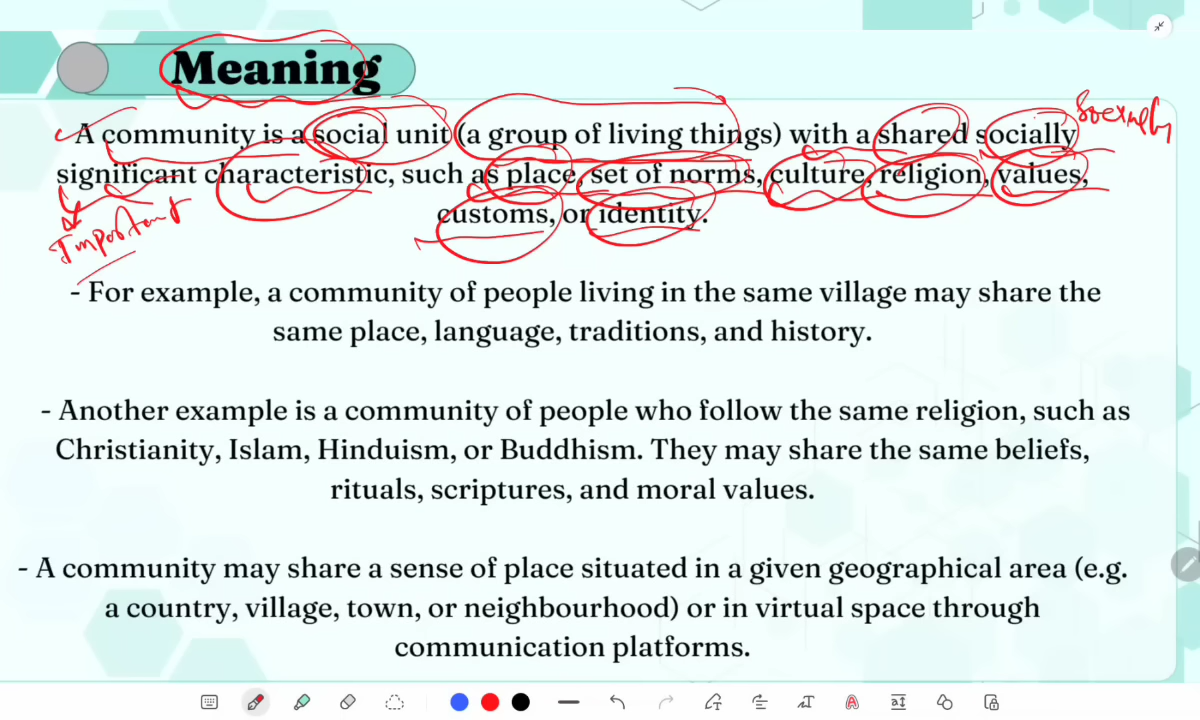 Meaning
A community is a social unit (a group of living things) with a shared socially
significant characteristic, such as place, set of norms, culture, religion, values,
customs, or identity.
Important
- For example, a community of people living in the same village may share the
same place, language, traditions, and history.
- Another example is a community of people who follow the same religion, such as
Christianity, Islam, Hinduism, or Buddhism. They may share the same beliefs,
rituals, scriptures, and moral values.
- A community may share a sense of place situated in a given geographical area (e.g.
a country, village, town, or neighbourhood) or in virtual space through
communication platforms.